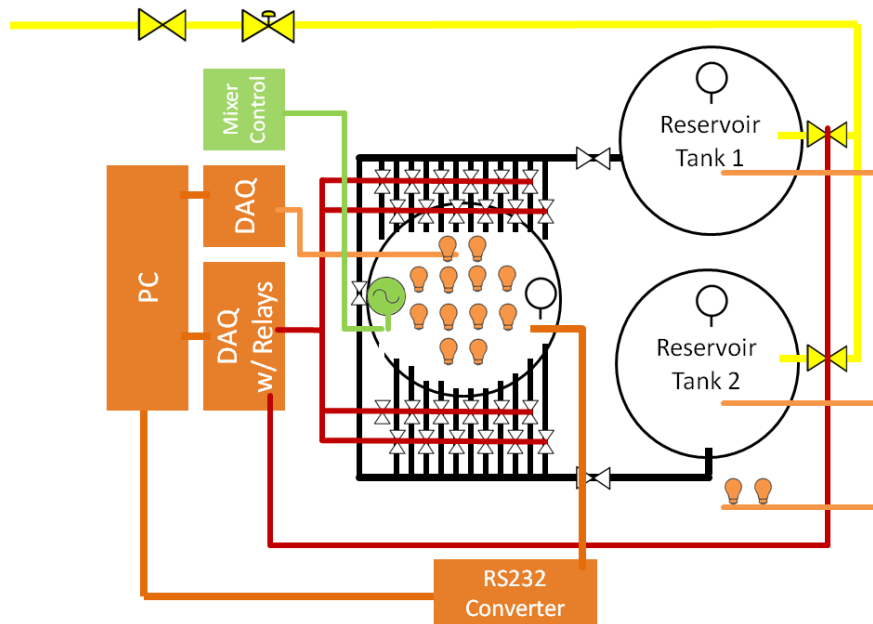 Mixer
Control
Reservoir
Tank 1
DAQ
PC
DAQ
w/ Relays
Reservoir
Tank 2
RS232
Converter